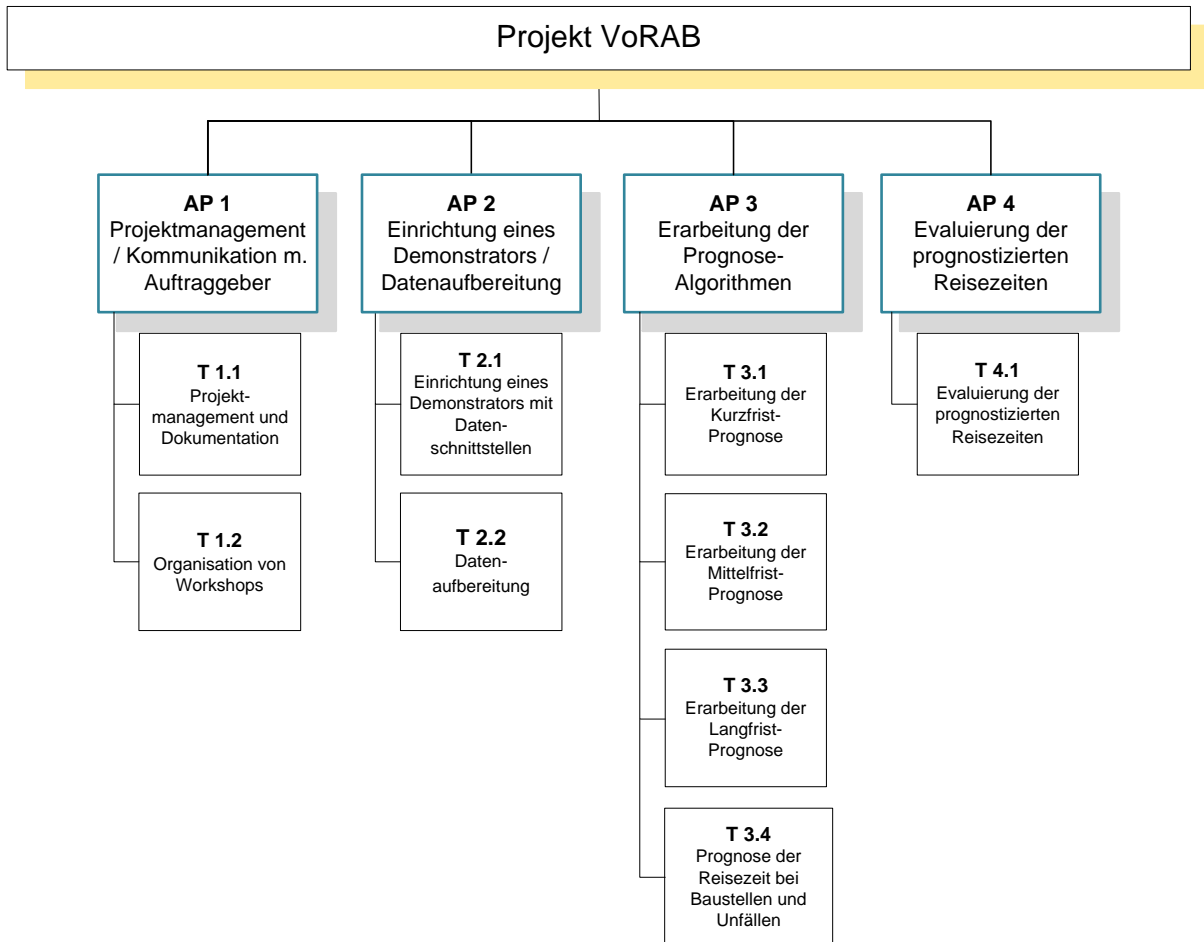 Projekt VoRAB
AP 1
Projektmanagement
/ Kommunikation m.
Auftraggeber
AP 2
Einrichtung eines
Demonstrators /
Datenaufbereitung
AP 3
Erarbeitung der
Prognose-
Algorithmen
AP 4
Evaluierung der
prognostizierten
Reisezeiten
T 1.1
Projekt-
management und
Dokumentation
T 1.2
Organisation von
Workshops
T 2.1
Einrichtung eines
Demonstrators mit
Daten-
schnittstellen
T 2.2
Daten-
aufbereitung
T 3.1
Erarbeitung der
Kurzfrist-
Prognose
T 3.2
Erarbeitung der
Mittelfrist-
Prognose
T 3.3
Erarbeitung der
Langfrist-
Prognose
T 3.4
Prognose der
Reisezeit bei
Baustellen und
Unfällen
T 4.1
Evaluierung der
prognostizierten
Reisezeiten